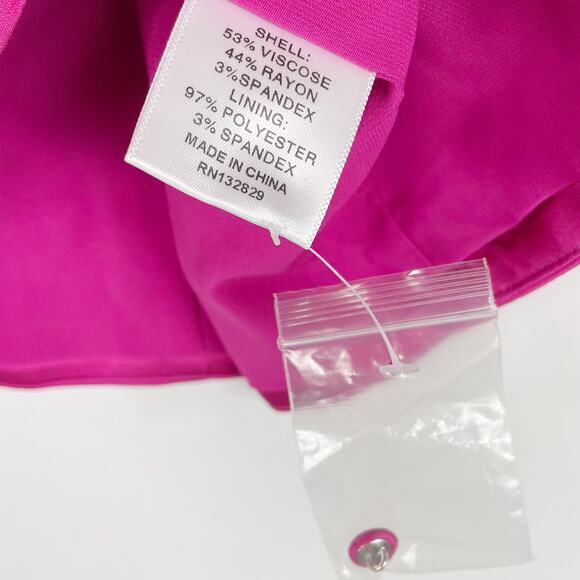 SHELL:
53% VISCOSE
44% RAYON
3%SPANDEX
LINING:
97% POLYESTER
3% SPANDEX
MADE IN CHINA
RN132829